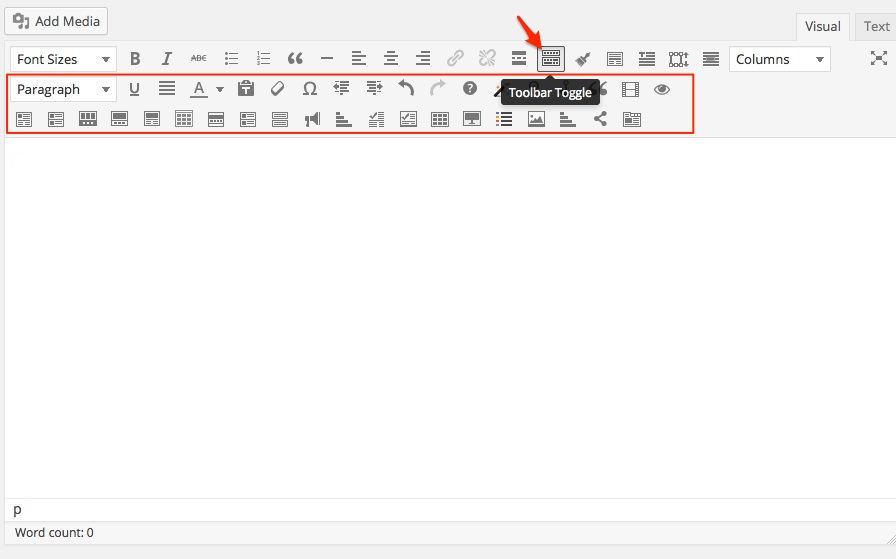 Add Media
Visual Text
Font Sizes B I ABC Columns
Paragraph U A Ω ?
Toolbar Toggle
p
Word count: 0